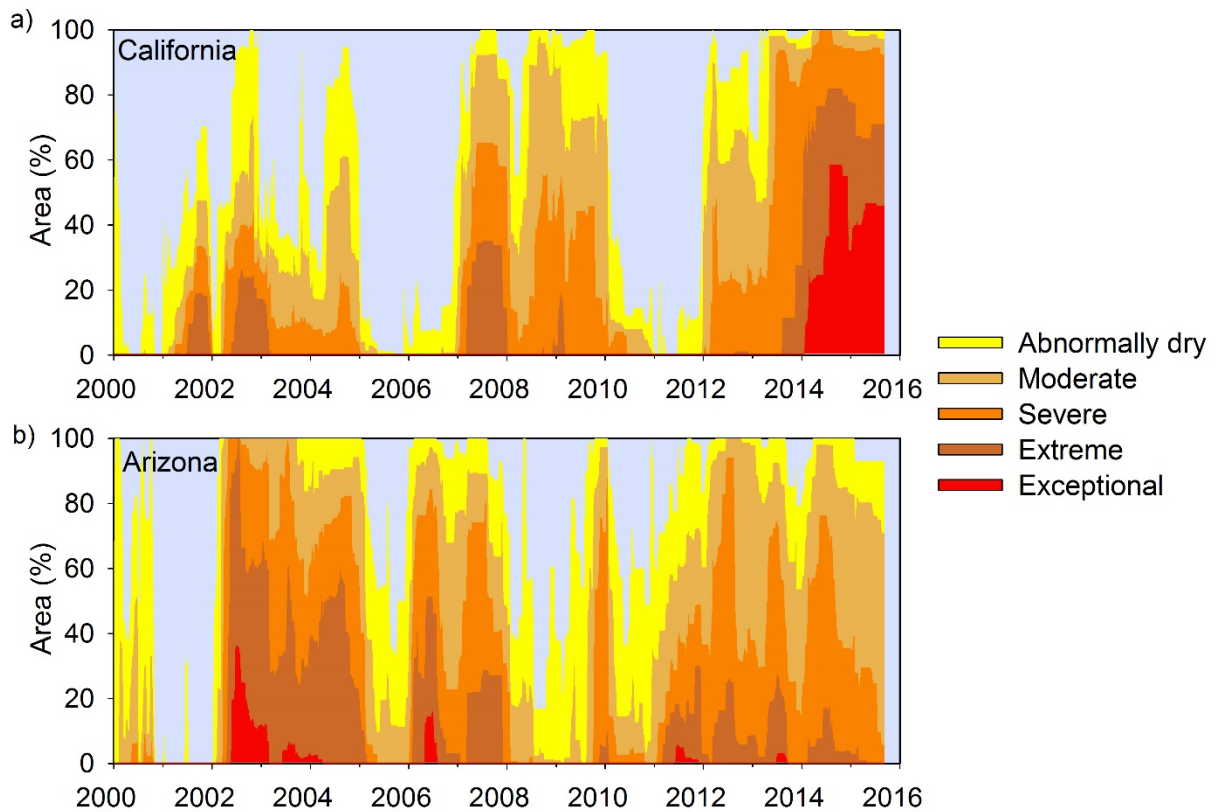 a)
California
100
80
60
40
20
0
Area (%)
2000 2002 2004 2006 2008 2010 2012 2014 2016
b)
Arizona
100
80
60
40
20
0
Area (%)
2000 2002 2004 2006 2008 2010 2012 2014 2016
Abnormally dry
Moderate
Severe
Extreme
Exceptional